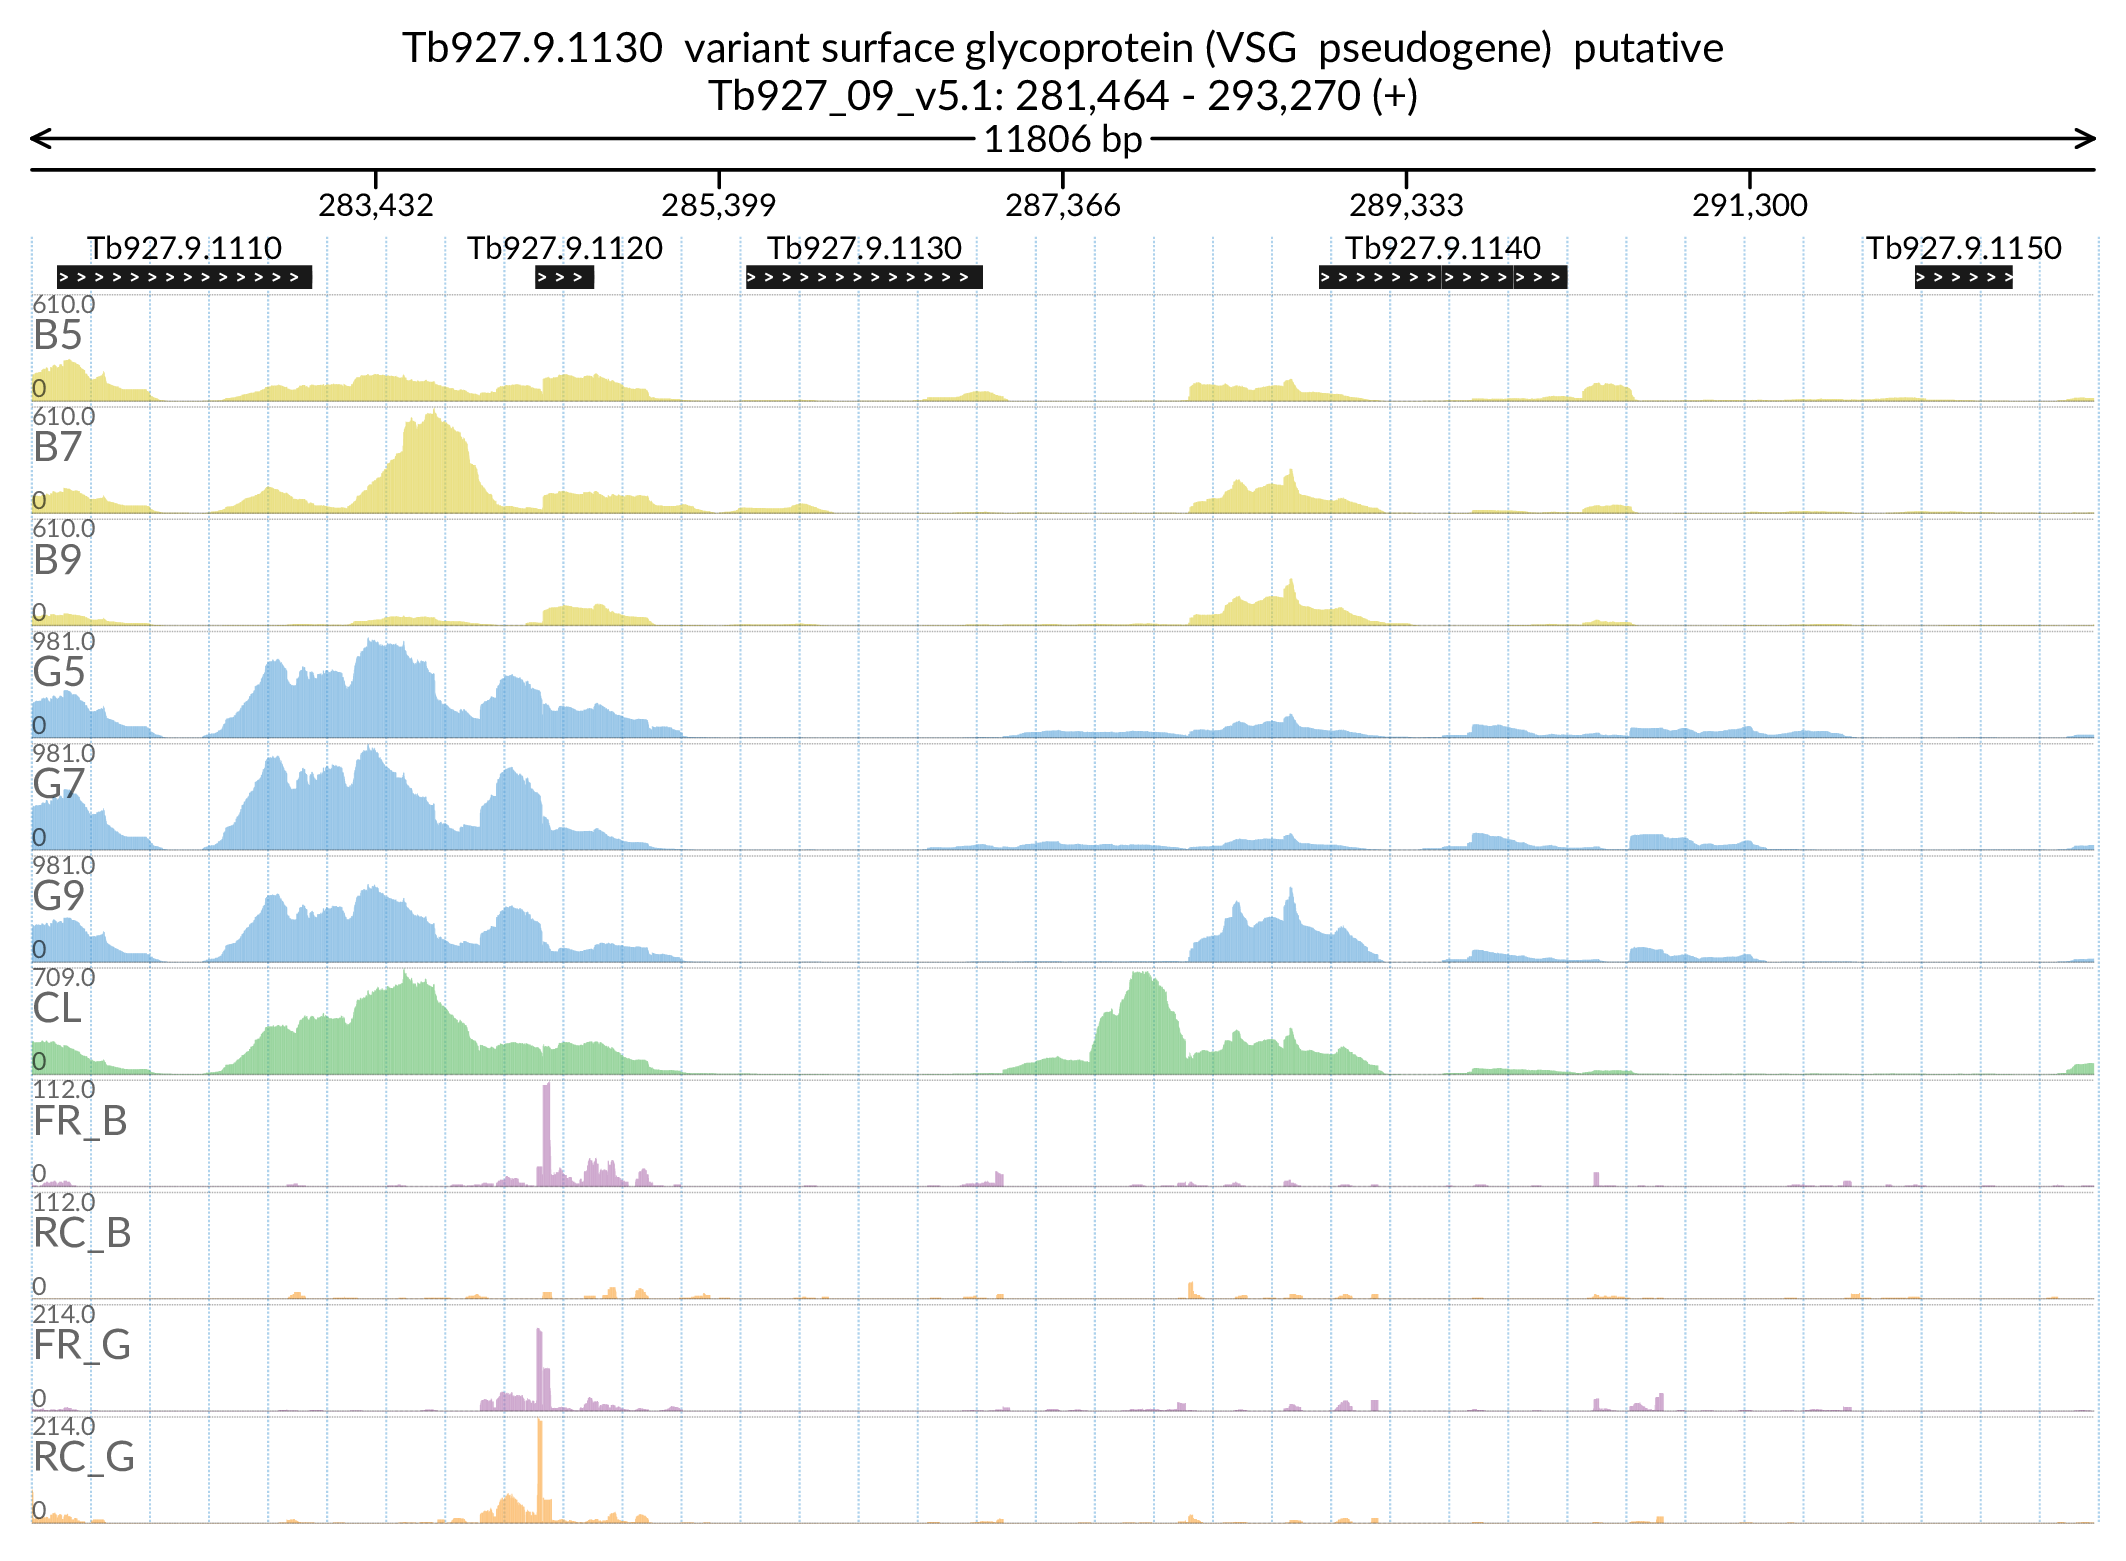 Tb927.9.1130 variant surface glycoprotein (VSG pseudogene) putative
Tb927_09_v5.1: 281,464 - 293,270 (+)
11806 bp
283,432 285,399 287,366 289,333 291,300
Tb927.9.1110 Tb927.9.1120 Tb927.9.1130 Tb927.9.1140 Tb927.9.1150
610.0
B5
0
610.0
B7
0
610.0
B9
0
981.0
G5
0
981.0
G7
0
981.0
G9
0
709.0
CL
0
112.0
FR_B
0
112.0
RC_B
0
214.0
FR_G
0
214.0
RC_G
0